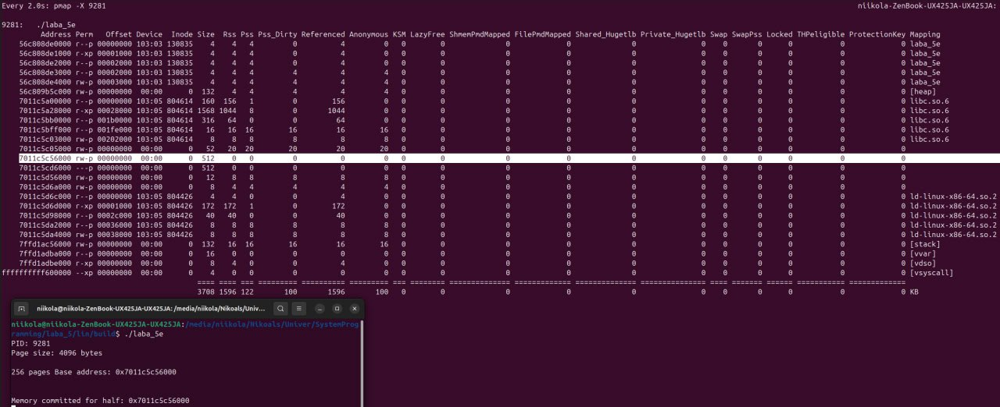 Every 2.0s: pmap -X 9281 niikola-ZenBook-UX425JA-UX425JA:
9281: ./laba_5e
Address Perm Offset Device Inode Size Rss Pss Pss_Dirty Referenced Anonymous KSM LazyFree ShmemPmdMapped FilePmdMapped Shared_Hugetlb Private_Hugetlb Swap SwapPss Locked THPeligible ProtectionKey Mapping
56c808de0000 r--p 00000000 103:03 130835 4 4 4 0 4 0 0 0 0 0 0 0 0 0 0 0 0 laba_5e
56c808de1000 r-xp 00001000 103:03 130835 4 4 4 0 4 0 0 0 0 0 0 0 0 0 0 0 0 laba_5e
56c808de2000 r--p 00002000 103:03 130835 4 4 4 0 4 0 0 0 0 0 0 0 0 0 0 0 0 laba_5e
56c808de3000 r--p 00002000 103:03 130835 4 4 4 4 4 4 0 0 0 0 0 0 0 0 0 0 0 laba_5e
56c808de4000 rw-p 00003000 103:03 130835 4 4 4 4 4 4 0 0 0 0 0 0 0 0 0 0 0 laba_5e
56c809b5c000 rw-p 00000000 00:00 0 132 4 4 4 4 4 0 0 0 0 0 0 0 0 0 0 0 [heap]
7011c5a00000 r--p 00000000 103:05 804614 160 156 1 0 156 0 0 0 0 0 0 0 0 0 0 0 0 libc.so.6
7011c5a28000 r-xp 00028000 103:05 804614 1568 1044 8 0 1044 0 0 0 0 0 0 0 0 0 0 0 0 libc.so.6
7011c5bb0000 r--p 001b0000 103:05 804614 316 64 0 0 64 0 0 0 0 0 0 0 0 0 0 0 0 libc.so.6
7011c5bff000 r--p 001fe000 103:05 804614 16 16 16 16 16 16 0 0 0 0 0 0 0 0 0 0 0 libc.so.6
7011c5c03000 rw-p 00202000 103:05 804614 8 8 8 8 8 8 0 0 0 0 0 0 0 0 0 0 0 libc.so.6
7011c5c05000 rw-p 00000000 00:00 0 52 20 20 20 20 20 0 0 0 0 0 0 0 0 0 0 0
7011c5c56000 rw-p 00000000 00:00 0 512 0 0 0 0 0 0 0 0 0 0 0 0 0 0 0 0
7011c5cd6000 ---p 00000000 00:00 0 512 0 0 0 0 0 0 0 0 0 0 0 0 0 0 0 0
7011c5d56000 rw-p 00000000 00:00 0 12 8 8 8 8 8 0 0 0 0 0 0 0 0 0 0 0
7011c5d6a000 rw-p 00000000 00:00 0 8 4 4 4 4 4 0 0 0 0 0 0 0 0 0 0 0
7011c5d6c000 r--p 00000000 103:05 804426 4 4 0 0 4 0 0 0 0 0 0 0 0 0 0 0 0 ld-linux-x86-64.so.2
7011c5d6d000 r-xp 00001000 103:05 804426 172 172 1 0 172 0 0 0 0 0 0 0 0 0 0 0 0 ld-linux-x86-64.so.2
7011c5d98000 r--p 0002c000 103:05 804426 40 40 0 0 40 0 0 0 0 0 0 0 0 0 0 0 0 ld-linux-x86-64.so.2
7011c5da2000 r--p 00036000 103:05 804426 8 8 8 8 8 8 0 0 0 0 0 0 0 0 0 0 0 ld-linux-x86-64.so.2
7011c5da4000 rw-p 00038000 103:05 804426 8 8 8 8 8 8 0 0 0 0 0 0 0 0 0 0 0 ld-linux-x86-64.so.2
7ffd1ac56000 rw-p 00000000 00:00 0 132 16 16 16 16 16 0 0 0 0 0 0 0 0 0 0 0 [stack]
7ffd1adba000 r--p 00000000 00:00 0 16 0 0 0 0 0 0 0 0 0 0 0 0 0 0 0 0 [vvar]
7ffd1adbe000 r-xp 00000000 00:00 0 8 4 0 0 4 0 0 0 0 0 0 0 0 0 0 0 0 [vdso]
ffffffffff600000 --xp 00000000 00:00 0 4 0 0 0 0 0 0 0 0 0 0 0 0 0 0 0 0 [vsyscall]
==== ==== === ========= ========== ========= === ======== ============== ============= ============== =============== ==== ======= ====== =========== =============
3708 1596 122 100 1596 100 0 0 0 0 0 0 0 0 0 0 0 KB
niikola@niikola-ZenBook-UX425JA-UX425JA: /media/niikola/Nikoals/Univ...
niikola@niikola-ZenBook-UX425JA-UX425JA:/media/niikola/Nikoals/Univer/SystemProg
ramming/laba_5/lin/build$ ./laba_5e
PID: 9281
Page size: 4096 bytes
256 pages Base address: 0x7011c5c56000
Memory committed for half: 0x7011c5c56000